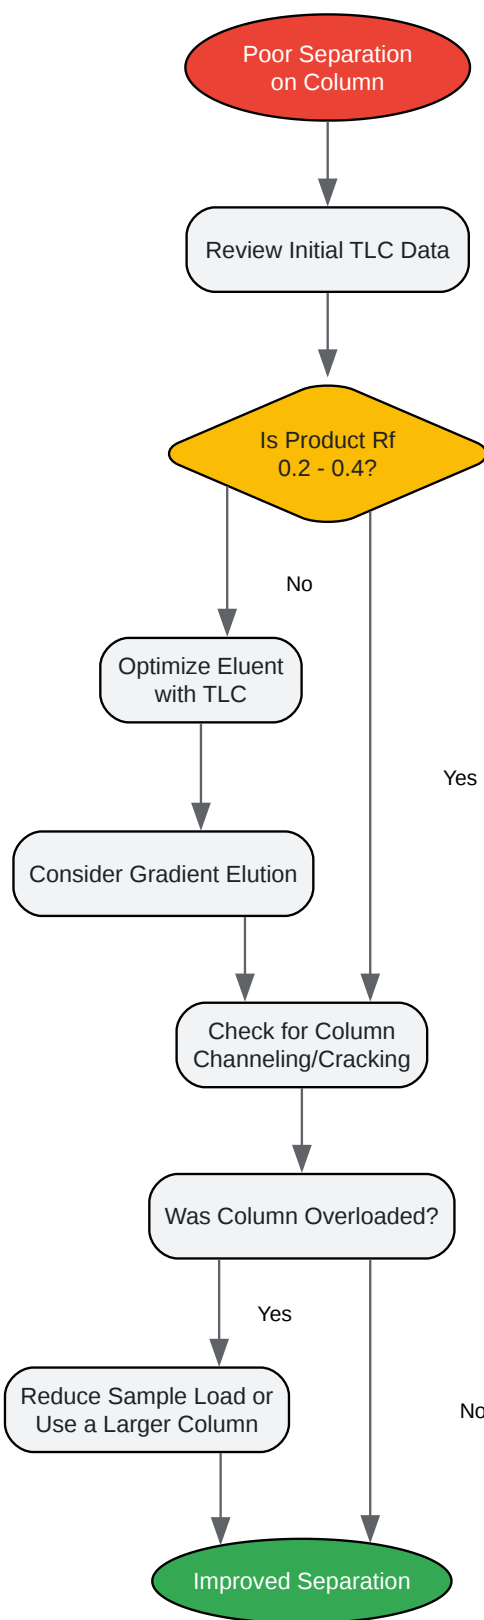 Poor Separation
on Column
Review Initial TLC Data
Is Product Rf
0.2 - 0.4?
No
Optimize Eluent
with TLC
Yes
Consider Gradient Elution
Check for Column
Channeling/Cracking
Was Column Overloaded?
Yes
Reduce Sample Load or
Use a Larger Column
No
Improved Separation